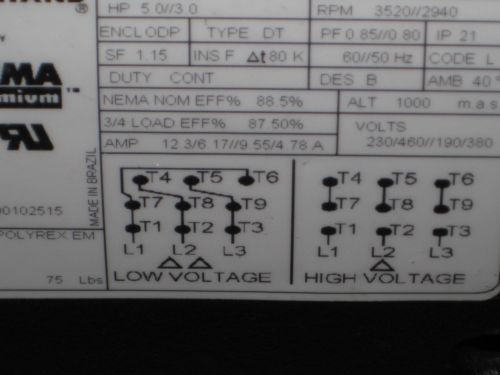 HP 5.0//3.0 RPM 3520//2940
ENCL ODP TYPE DT PF 0.85//0.80 IP 21
SF 1.15 INS F Δt 80 K 60//50 Hz CODE L
DUTY CONT DES B AMB 40
NEMA NOM EFF% 88.5% ALT 1000 m.a.s
3/4 LOAD EFF% 87.50% VOLTS
AMP 12.3/6.17//9.55/4.78 A 230/460//190/380
MA
emium™
MADE IN BRAZIL
00102515
POLYREX EM
75 Lbs
T4 T5 T6 T4 T5 T6
T7 T8 T9 T7 T8 T9
T1 T2 T3 T1 T2 T3
L1 L2 L3 L1 L2 L3
LOW VOLTAGE HIGH VOLTAGE